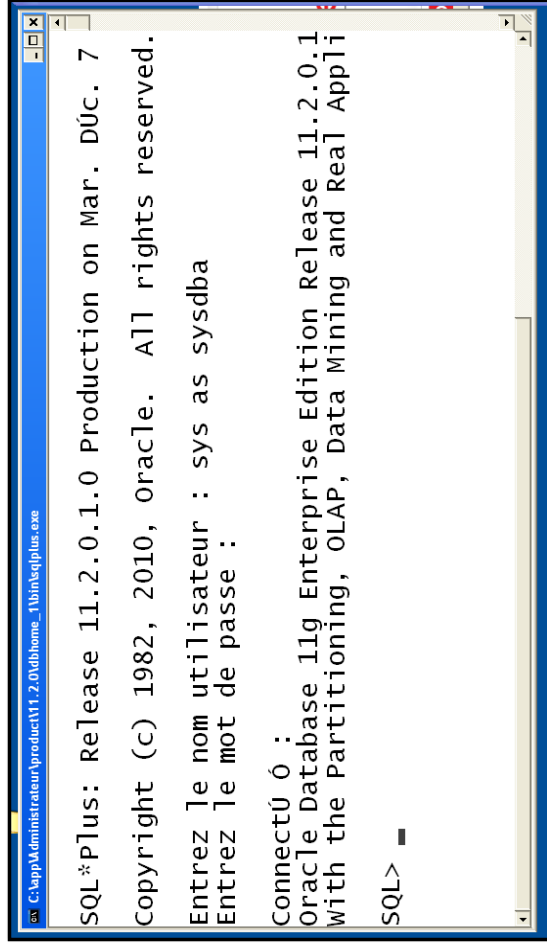 C:\app\Administrateur\product\11.2.0\dbhome_1\bin\sqlplus.exe
SQL*Plus: Release 11.2.0.1.0 Production on Mar. DÚc. 7
Copyright (c) 1982, 2010, Oracle.  All rights reserved.
Entrez le nom utilisateur : sys as sysdba
Entrez le mot de passe :
ConnectÚ Ó :
Oracle Database 11g Enterprise Edition Release 11.2.0.1
With the Partitioning, OLAP, Data Mining and Real Appli
SQL>